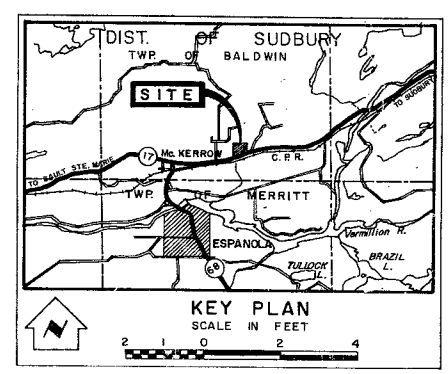 DIST. OF SUDBURY
TWP. OF BALDWIN
SITE
TO SUDBURY
17 Mc. KERROW
C. P. R.
TO SAULT STE. MARIE
TWP. OF MERRITT
Vermillion R.
ESPANOLA
BRAZIL L.
TULLOCK L.
68
KEY PLAN
SCALE IN FEET
N
2 1 0 2 4